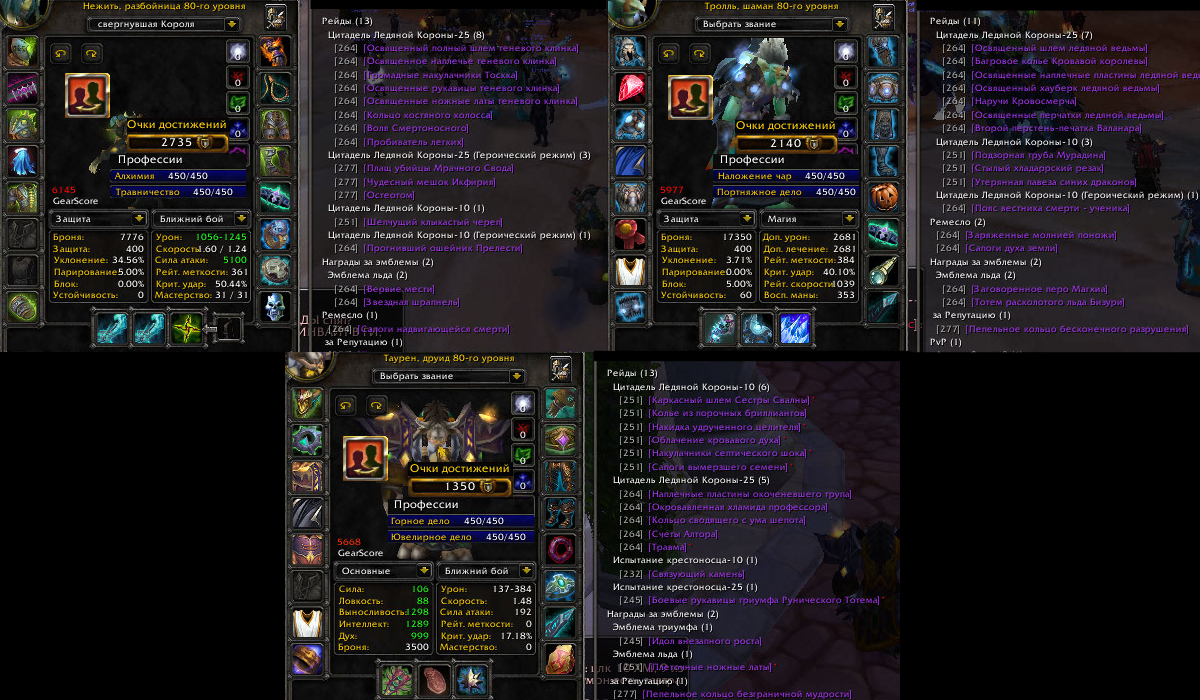 Нежить, разбойница 80-го уровня
свергнувшая Короля
Очки достижений
2735
Профессии
Алхимия 450/450
Травничество 450/450
6145
GearScore
Защита
Ближний бой
Броня: 7776
Защита: 400
Уклонение: 34.56%
Парирование: 5.00%
Блок: 0.00%
Устойчивость: 0
Урон: 1056-1245
Скорость: 1.60 / 1.24
Сила атаки: 5100
Рейт. меткости: 361
Крит. удар: 50.44%
Мастерство: 31 / 31
Рейды (13)
Цитадель Ледяной Короны-25 (8)
[264] [Освященный полный шлем теневого клинка]
[264] [Освященное наплечье теневого клинка]
[264] [Громадные накулачники Тоскка]
[264] [Освященные рукавицы теневого клинка]
[264] [Освященные ножные латы теневого клинка]
[264] [Кольцо костяного колосса]
[264] [Воля Смертоносного]
[264] [Пробиватель легких]
Цитадель Ледяной Короны-25 (Героический режим) (3)
[277] [Плащ убийцы Мрачного Свода]
[277] [Чудесный мешок Икфирия]
[277] [Остеотом]
Цитадель Ледяной Короны-10 (1)
[251] [Шепчущий клыкастый череп]
Цитадель Ледяной Короны-10 (Героический режим) (1)
[264] [Прогнивший ошейник Прелести]
Награды за эмблемы (2)
Эмблема льда (2)
[264] [Вервие мести]
[264] [Звездная шрапнель]
Ремесло (1)
[264] [Сапоги надвигающейся смерти]
за Репутацию (1)
Тролль, шаман 80-го уровня
Выбрать звание
Очки достижений
2140
Профессии
Наложение чар 450/450
Портняжное дело 450/450
5977
GearScore
Защита
Магия
Броня: 17350
Защита: 400
Уклонение: 3.71%
Парирование: 0.00%
Блок: 5.00%
Устойчивость: 60
Доп. урон: 2681
Доп. лечение: 2681
Рейт. меткости: 384
Крит. удар: 40.10%
Рейт. скорости: 1039
Восп. маны: 353
Рейды (11)
Цитадель Ледяной Короны-25 (7)
[264] [Освященный шлем ледяной ведьмы]
[264] [Багровое колье Кровавой королевы]
[264] [Освященные наплечные пластины ледяной вед
[264] [Освященный хауберк ледяной ведьмы]
[264] [Наручи Кровосмерча]
[264] [Освященные перчатки ледяной ведьмы]
[264] [Второй перстень-печатка Валанара]
Цитадель Ледяной Короны-10 (3)
[251] [Подзорная труба Мурадина]
[251] [Стылый хладаррский резак]
[251] [Утерянная павеза синих драконов]
Цитадель Ледяной Короны-10 (Героический режим) (1)
[264] [Пояс вестника смерти - ученика]
Ремесло (2)
[264] [Заряженные молнией поножи]
[264] [Сапоги духа земли]
Награды за эмблемы (2)
Эмблема льда (2)
[264] [Заговоренное перо Магхиа]
[264] [Тотем расколотого льда Бизури]
за Репутацию (1)
[277] [Пепельное кольцо бесконечного разрушения]
PvP (1)
Таурен, друид 80-го уровня
Выбрать звание
Очки достижений
1350
Профессии
Горное дело 450/450
Ювелирное дело 450/450
5668
GearScore
Основные
Ближний бой
Сила: 106
Ловкость: 88
Выносливость: 1298
Интеллект: 1289
Дух: 999
Броня: 3500
Урон: 137-384
Скорость: 1.48
Сила атаки: 192
Рейт. меткости: 0
Крит. удар: 17.18%
Мастерство: 0
Рейды (13)
Цитадель Ледяной Короны-10 (6)
[251] [Каркасный шлем Сестры Свалны]
[251] [Колье из порочных бриллиантов]
[251] [Накидка удрученного целителя]
[251] [Облачение кровавого духа]
[251] [Накулачники септического шока]
[251] [Сапоги вымерзшего семени]
Цитадель Ледяной Короны-25 (5)
[264] [Наплечные пластины окоченевшего трупа]
[264] [Окровавленная хламида профессора]
[264] [Кольцо сводящего с ума шепота]
[264] [Счеты Алтора]
[264] [Травма]
Испытание крестоносца-10 (1)
[232] [Связующий камень]
Испытание крестоносца-25 (1)
[245] [Боевые рукавицы триумфа Рунического Тотема]
Награды за эмблемы (2)
Эмблема триумфа (1)
[245] [Идол внезапного роста]
Эмблема льда (1)
[251] [Плетеные ножные латы]
за Репутацию (1)
[277] [Пепельное кольцо безграничной мудрости]